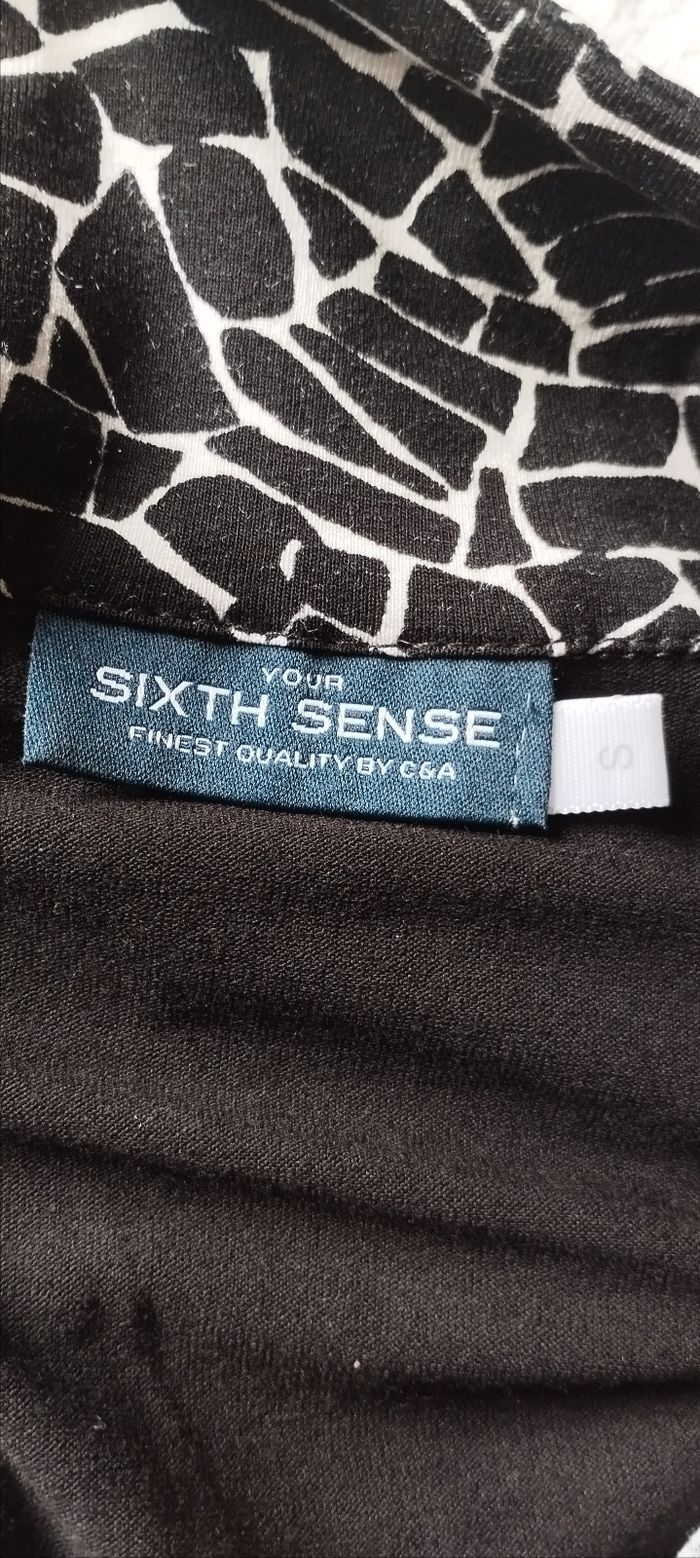 YOUR
SIXTH SENSE
FINEST QUALITY BY C&A
S